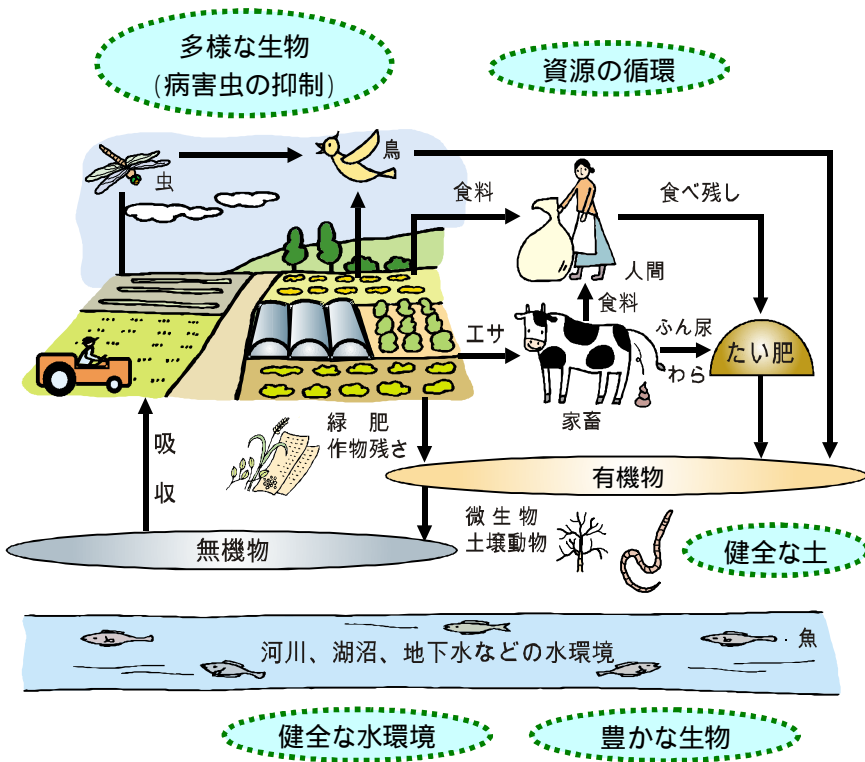 多様な生物
(病害虫の抑制)
資源の循環
虫
鳥
食料
食べ残し
人間
食料
エサ
ふん尿
わら
たい肥
家畜
緑肥
作物残さ
吸収
有機物
微生物
土壌動物
無機物
健全な土
河川、湖沼、地下水などの水環境
魚
健全な水環境
豊かな生物